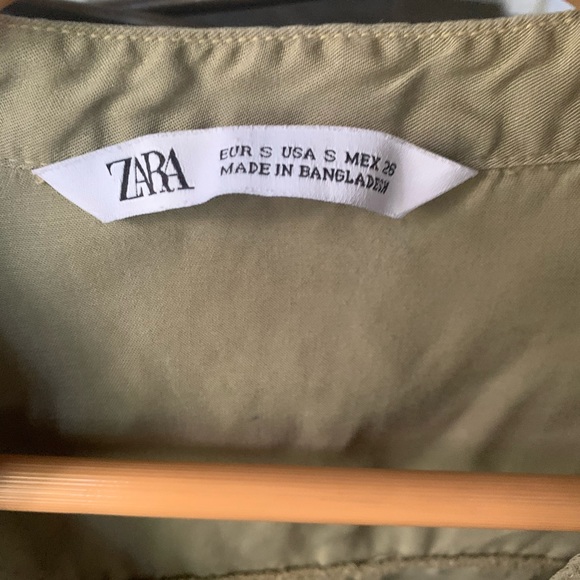 ZARA
EUR S USA S MEX 26
MADE IN BANGLADESH